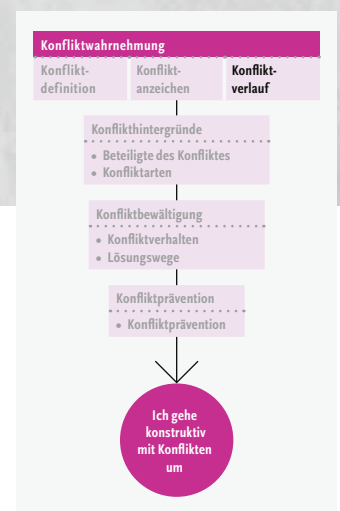 Konfliktwahrnehmung
Konflikt-
definition
Konflikt-
anzeichen
Konflikt-
verlauf
Konflikthintergründe
• Beteiligte des Konfliktes
• Konfliktarten
Konfliktbewältigung
• Konfliktverhalten
• Lösungswege
Konfliktprävention
• Konfliktprävention
Ich gehe
konstruktiv
mit Konflikten
um